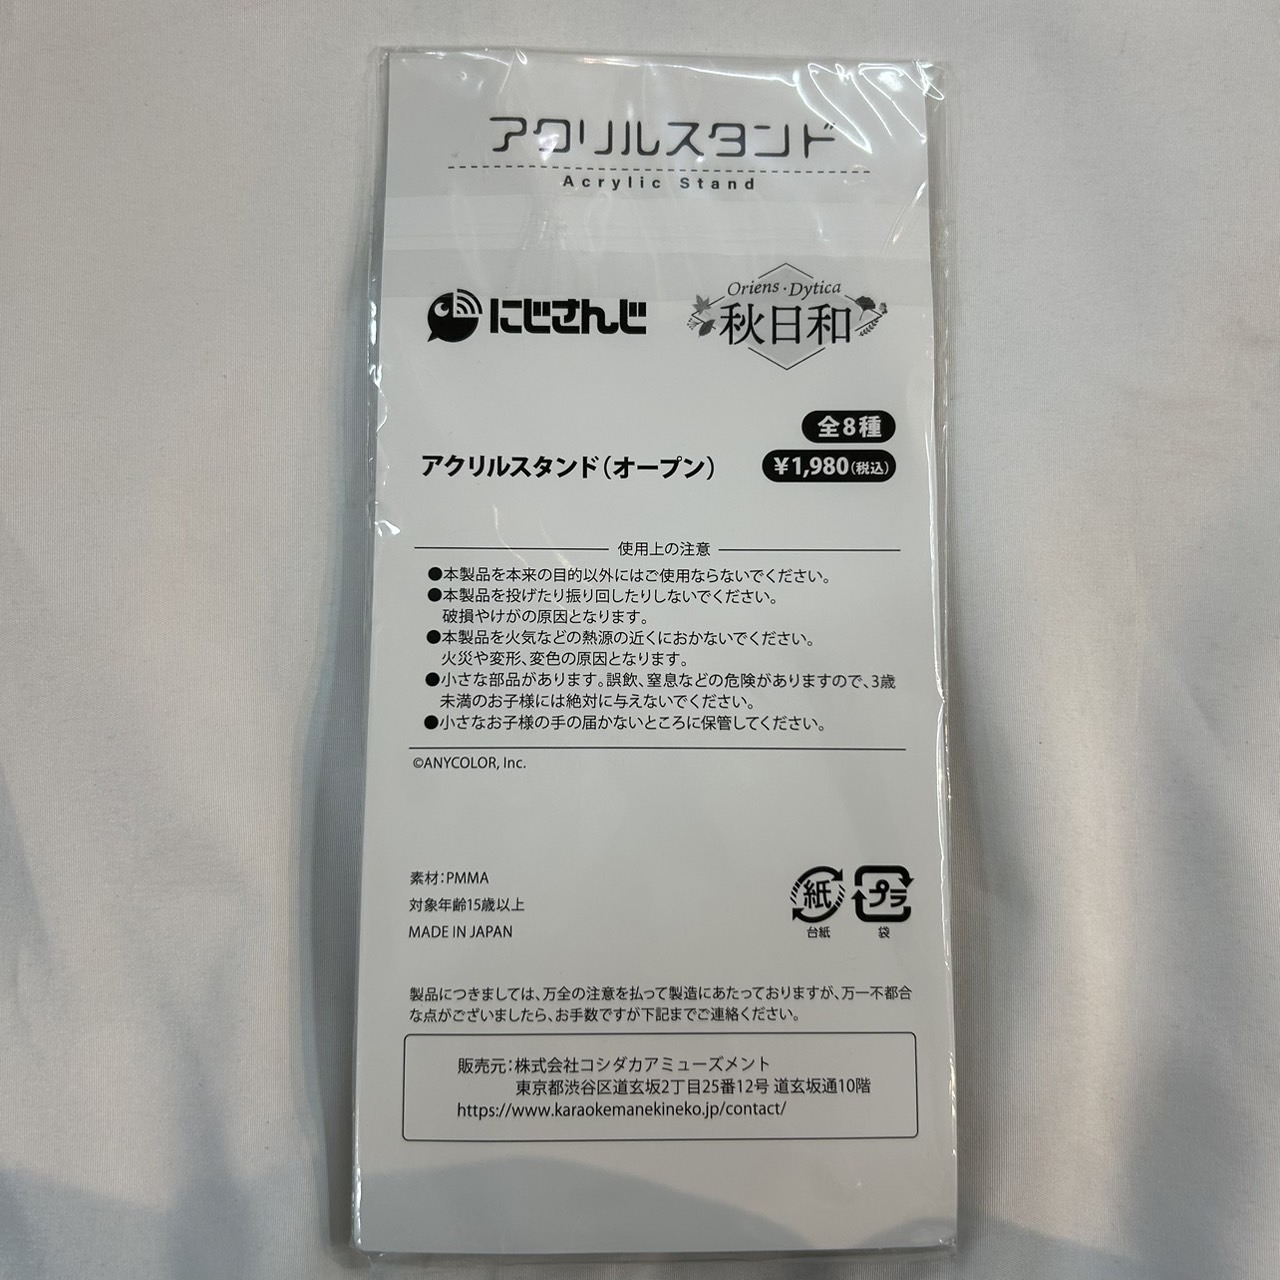 アクリルスタンド
Acrylic Stand
にじさんじ
Oriens・Dytica
秋日和
全8種
アクリルスタンド(オープン)
¥1,980(税込)
使用上の注意
●本製品を本来の目的以外にはご使用ならないでください。
●本製品を投げたり振り回したりしないでください。
破損やけがの原因となります。
●本製品を火気などの熱源の近くにおかないでください。
火災や変形、変色の原因となります。
●小さな部品があります。誤飲、窒息などの危険がありますので、3歳
未満のお子様には絶対に与えないでください。
●小さなお子様の手の届かないところに保管してください。
©ANYCOLOR, Inc.
素材:PMMA
対象年齢15歳以上
MADE IN JAPAN
紙
台紙
プラ
袋
製品につきましては、万全の注意を払って製造にあたっておりますが、万一不都合
な点がございましたら、お手数ですが下記までご連絡ください。
販売元:株式会社コシダカアミューズメント
東京都渋谷区道玄坂2丁目25番12号 道玄坂通10階
https://www.karaokemanekineko.jp/contact/